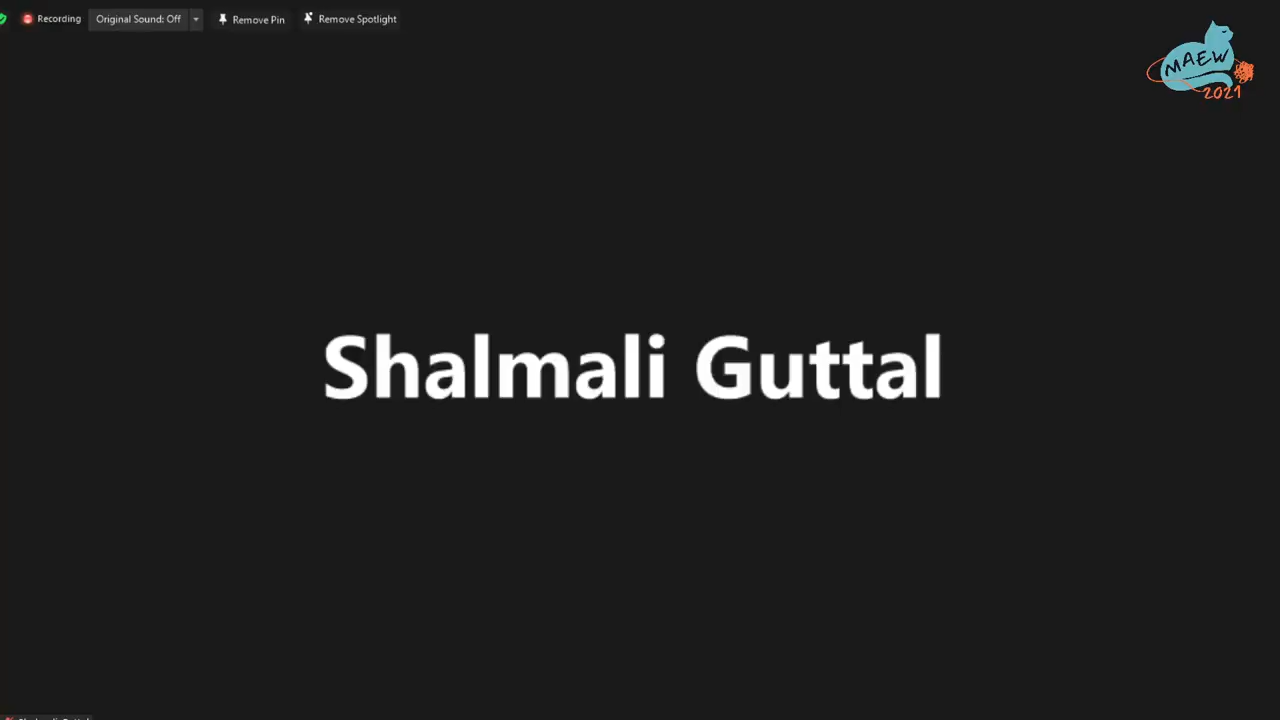 Recording
Original Sound: Off
Remove Pin
Remove Spotlight
MAEW
2021
Shalmali Guttal